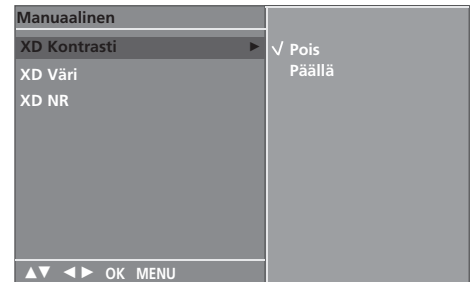 Manuaalinen
XD Kontrasti ►
XD Väri
XD NR
√ Pois
Päällä
▲▼ ◄► OK MENU